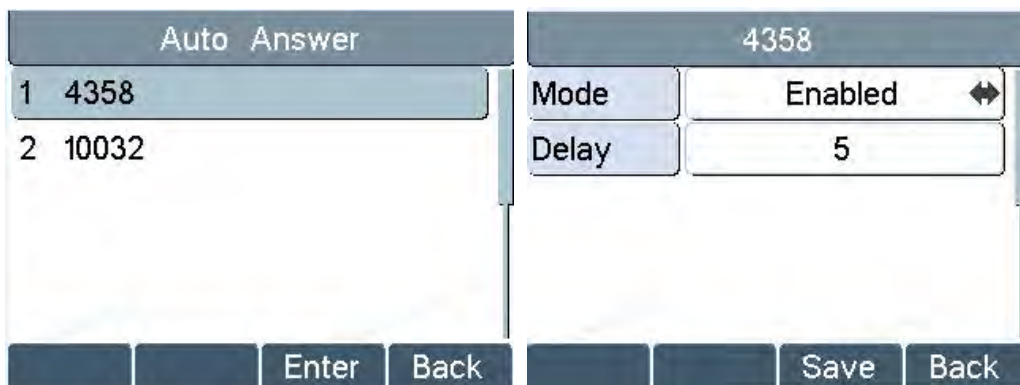 Auto Answer
1 4358
2 10032
Enter Back
4358
Mode Enabled
Delay 5
Save Back